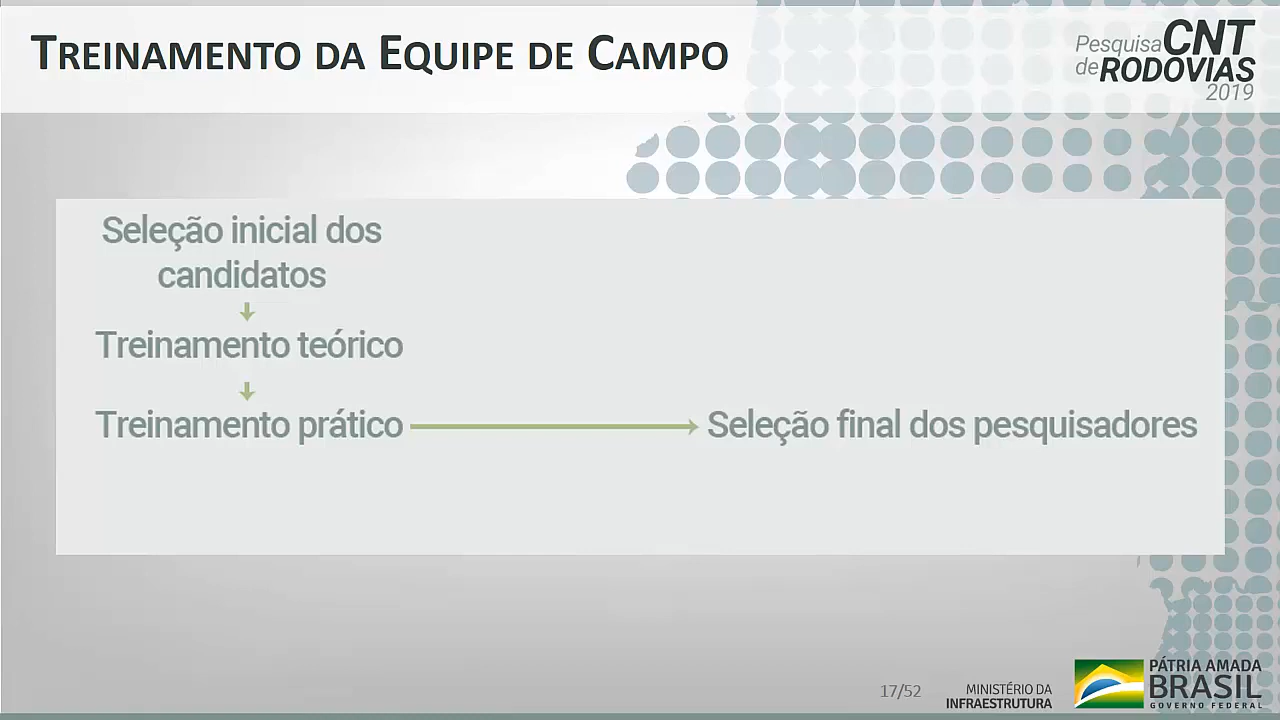 TREINAMENTO DA EQUIPE DE CAMPO
Pesquisa CNT
de RODOVIAS
2019
Seleção inicial dos
candidatos
Treinamento teórico
Treinamento prático
Seleção final dos pesquisadores
17/52
MINISTÉRIO DA
INFRAESTRUTURA
PÁTRIA AMADA
BRASIL
GOVERNO FEDERAL